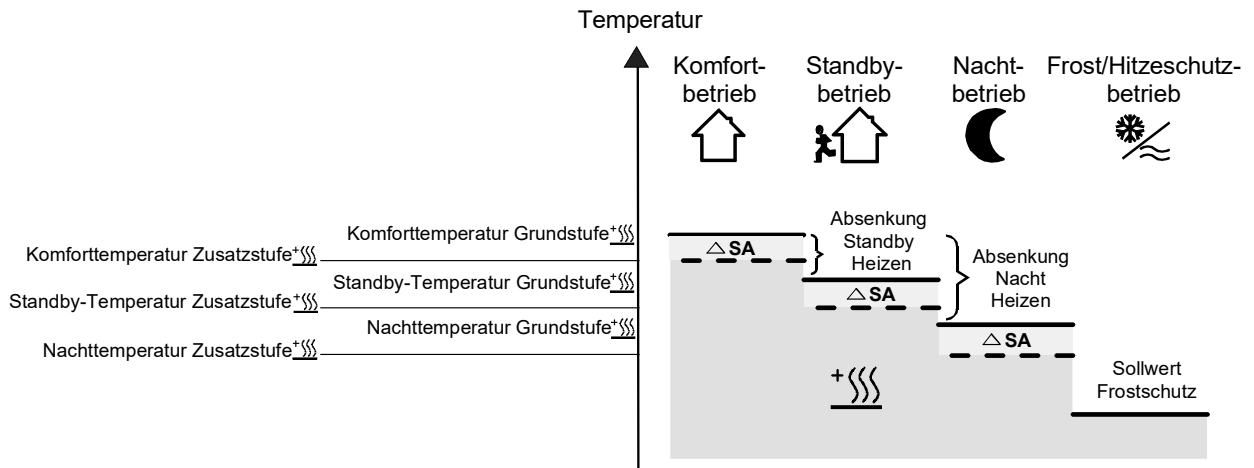 Temperatur
Komfort-
betrieb
Standby-
betrieb
Nacht-
betrieb
Frost/Hitzeschutz-
betrieb
Komforttemperatur Grundstufe
Komforttemperatur Zusatzstufe
Standby-Temperatur Grundstufe
Standby-Temperatur Zusatzstufe
Nachttemperatur Grundstufe
Nachttemperatur Zusatzstufe
△ SA
Absenkung
Standby
Heizen
△ SA
Absenkung
Nacht
Heizen
△ SA
Sollwert
Frostschutz